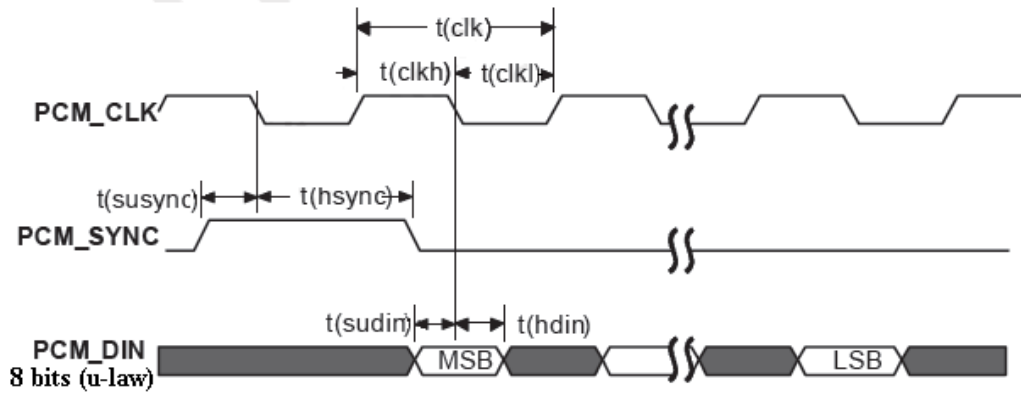 t(clk)
t(clkh) t(clkl)
PCM_CLK
t(susync) t(hsync)
PCM_SYNC
t(sudin) t(hdin)
PCM_DIN MSB LSB
8 bits (u-law)